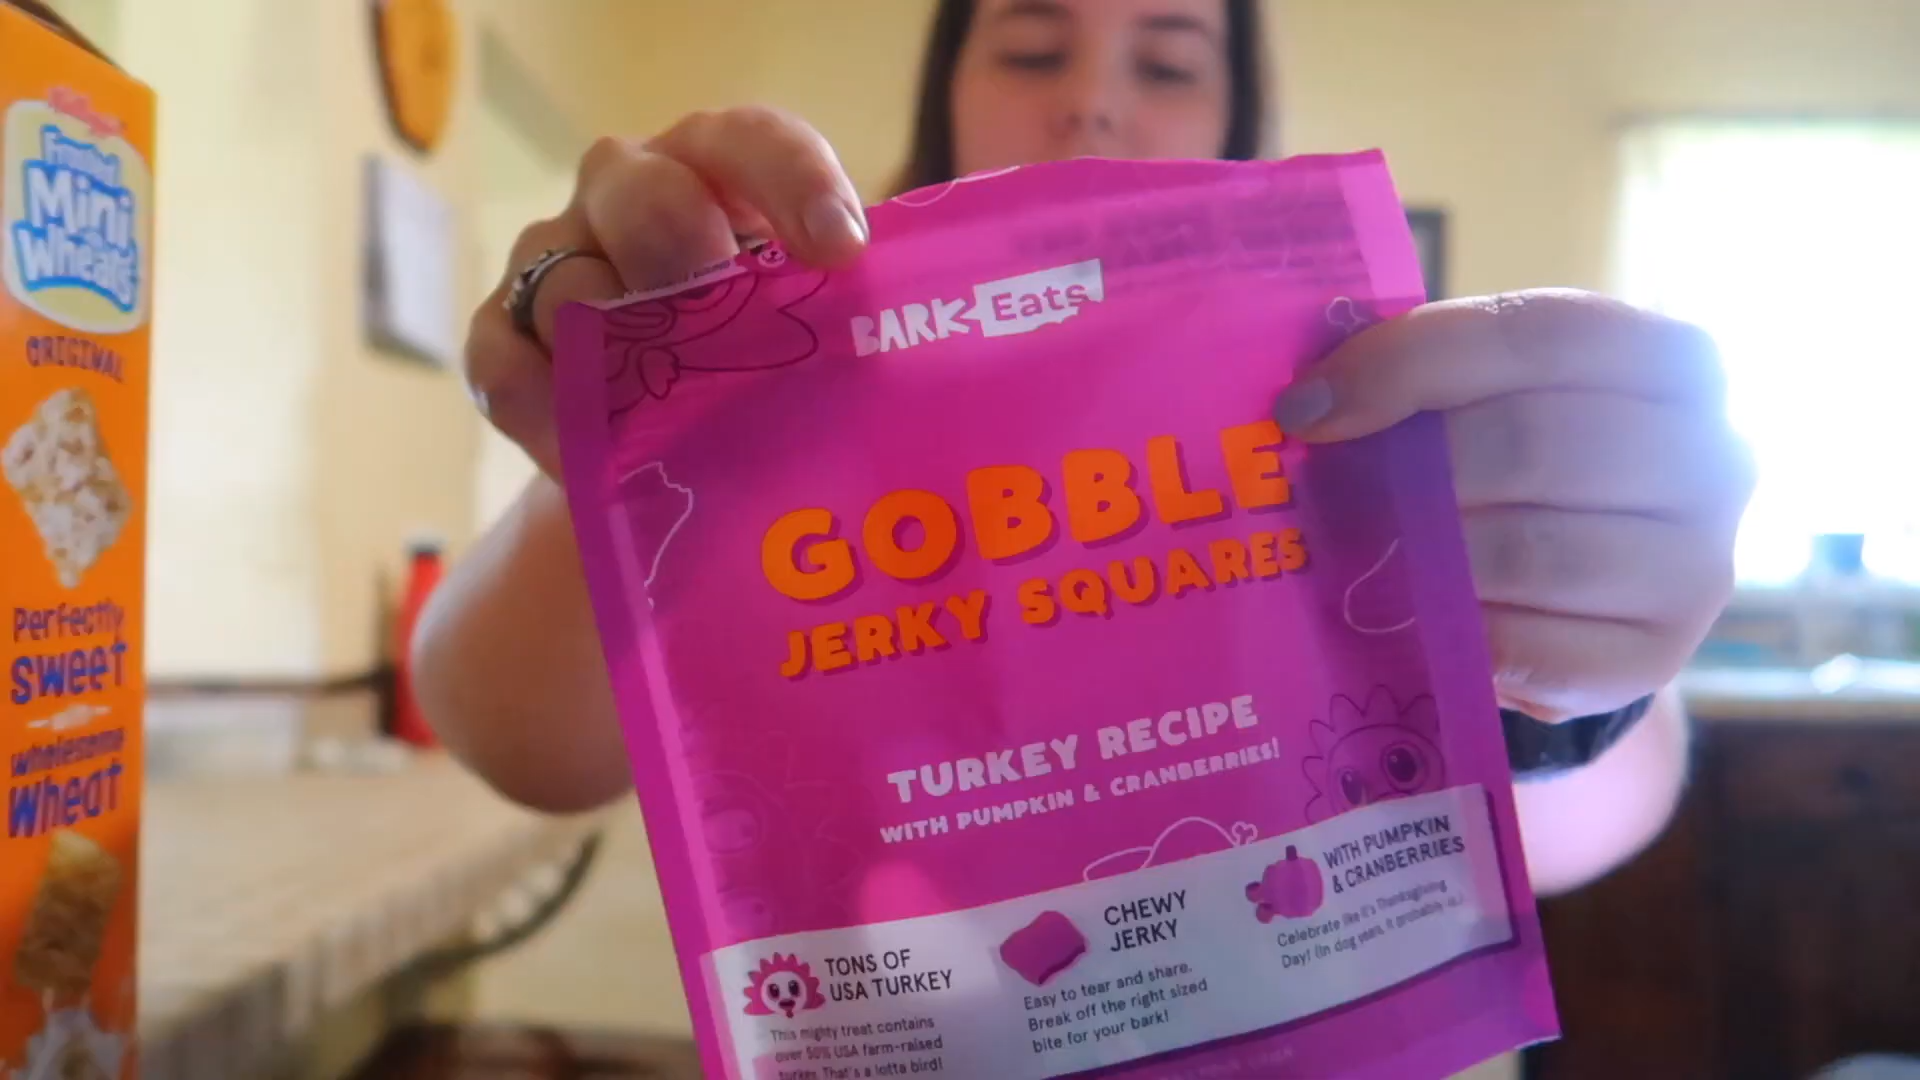 Frosted
Mini
Wheats
ORIGINAL
Perfectly
SWEET
Wholesome
Wheat
BARK Eats
GOBBLE
JERKY SQUARES
TURKEY RECIPE
WITH PUMPKIN & CRANBERRIES!
TONS OF
USA TURKEY
This mighty treat contains
over 50% USA farm-raised
turkey. That's a lotta bird!
CHEWY
JERKY
Easy to tear and share.
Break off the right sized
bite for your bark!
WITH PUMPKIN
& CRANBERRIES
Celebrate like it's Thanksgiving
Day! (In dog years, it probably is.)